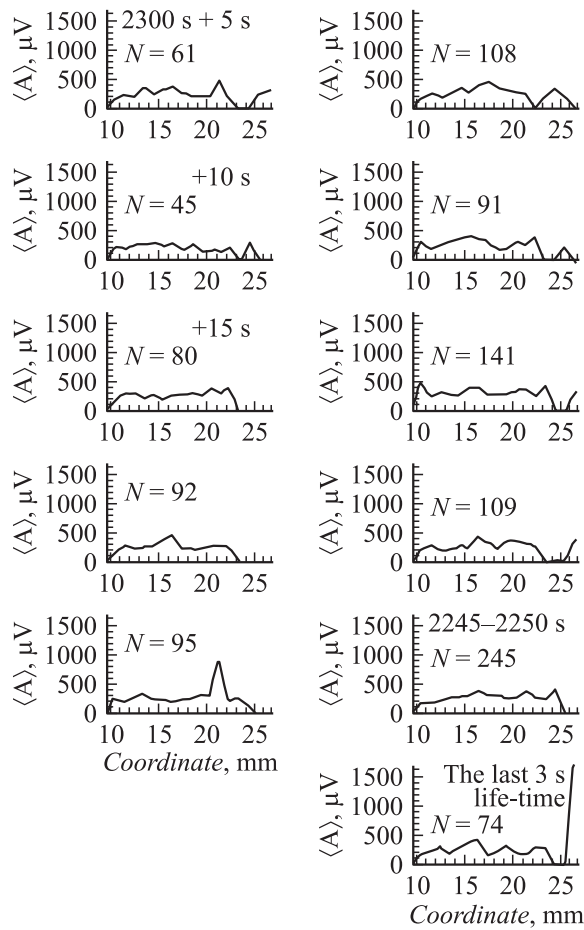 ⟨A⟩, μV
1500
1000
500
0
2300 s + 5 s
N = 61
10 15 20 25
⟨A⟩, μV
1500
1000
500
0
+10 s
N = 45
10 15 20 25
⟨A⟩, μV
1500
1000
500
0
+15 s
N = 80
10 15 20 25
⟨A⟩, μV
1500
1000
500
0
N = 92
10 15 20 25
⟨A⟩, μV
1500
1000
500
0
N = 95
10 15 20 25
Coordinate, mm
⟨A⟩, μV
1500
1000
500
0
N = 108
10 15 20 25
⟨A⟩, μV
1500
1000
500
0
N = 91
10 15 20 25
⟨A⟩, μV
1500
1000
500
0
N = 141
10 15 20 25
⟨A⟩, μV
1500
1000
500
0
N = 109
10 15 20 25
⟨A⟩, μV
1500
1000
500
0
2245–2250 s
N = 245
10 15 20 25
⟨A⟩, μV
1500
1000
500
0
The last 3 s
life-time
N = 74
10 15 20 25
Coordinate, mm